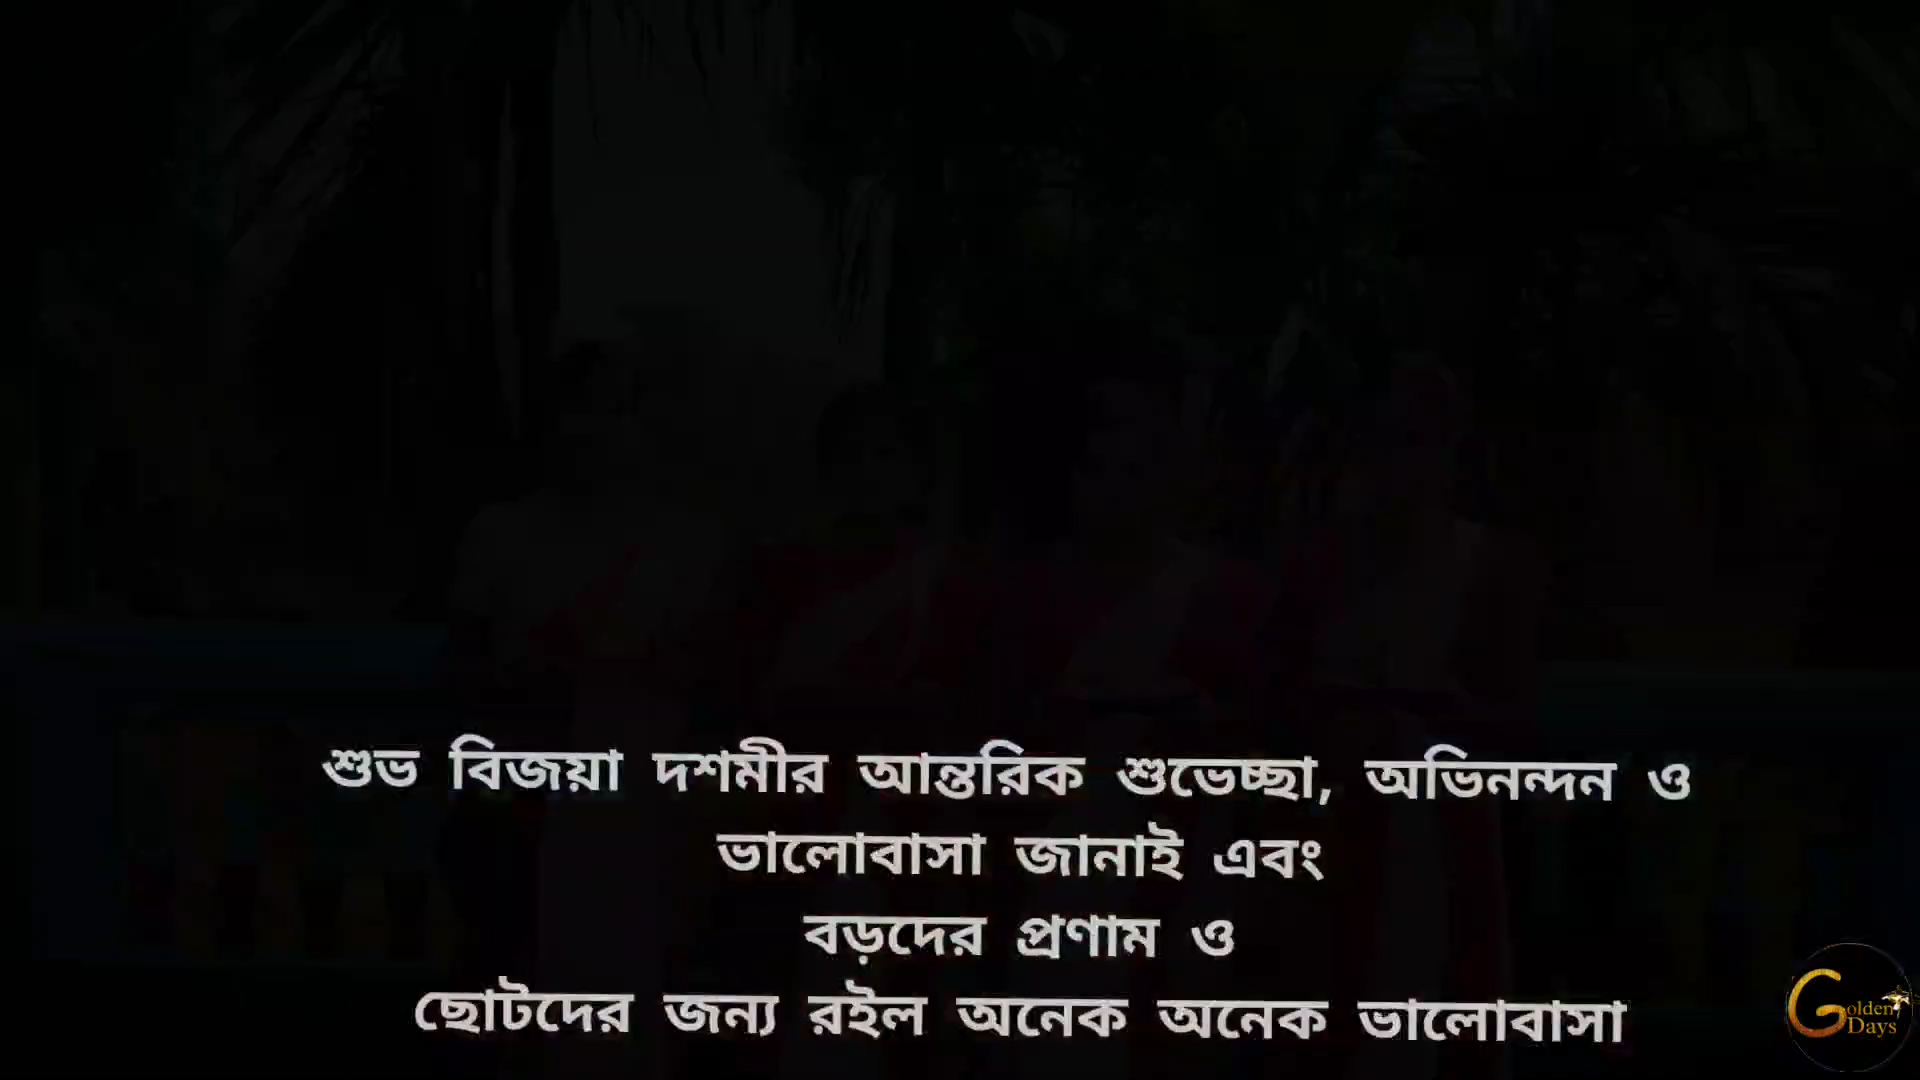 শুভ বিজয়া দশমীর আন্তরিক শুভেচ্ছা, অভিনন্দন ও
ভালোবাসা জানাই এবং
বড়দের প্রণাম ও
ছোটদের জন্য রইল অনেক অনেক ভালোবাসা
Golden
Days